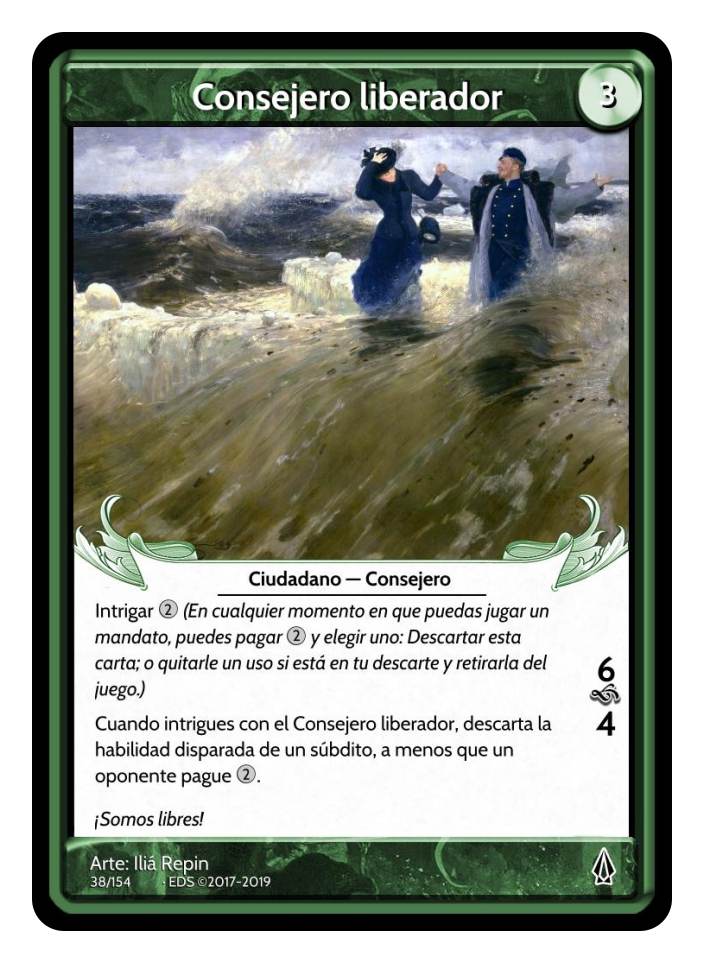 Consejero liberador
3
Ciudadano — Consejero
Intrigar 2 (En cualquier momento en que puedas jugar un
mandato, puedes pagar 2 y elegir uno: Descartar esta
carta; o quitarle un uso si está en tu descarte y retirarla del
juego.)
Cuando intrigues con el Consejero liberador, descarta la
habilidad disparada de un súbdito, a menos que un
oponente pague 2.
¡Somos libres!
6
4
Arte: Iliá Repin
38/154 · EDS ©2017-2019